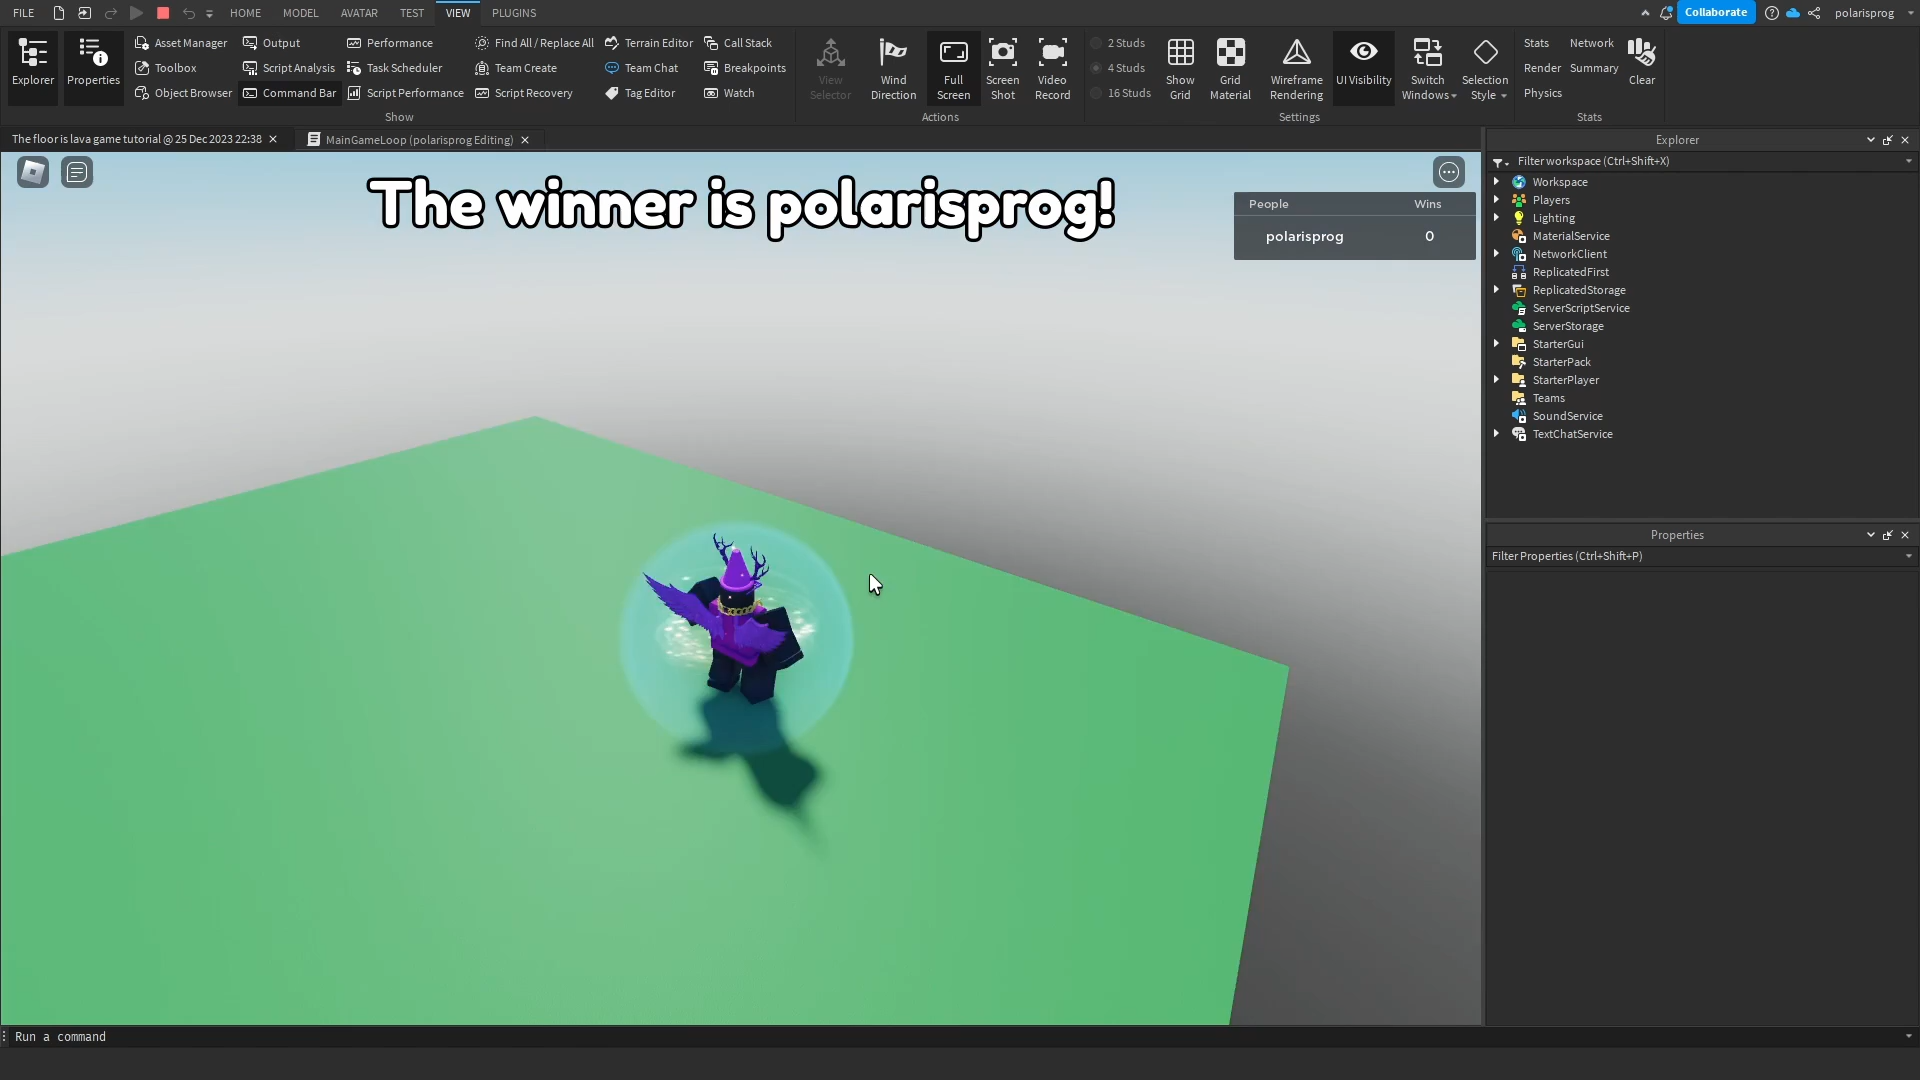 FILE HOME MODEL AVATAR TEST VIEW PLUGINS Collaborate polarisprog
Explorer
Properties
Asset Manager
Toolbox
Object Browser
Output
Script Analysis
Command Bar
Performance
Task Scheduler
Script Performance
Find All / Replace All
Team Create
Script Recovery
Terrain Editor
Team Chat
Tag Editor
Call Stack
Breakpoints
Watch
Show
View
Selector
Wind
Direction
Full
Screen
Screen
Shot
Video
Record
Actions
2 Studs
4 Studs
16 Studs
Show
Grid
Grid
Material
Wireframe
Rendering
UI Visibility
Switch
Windows
Selection
Style
Settings
Stats
Render
Physics
Network
Summary
Clear
Stats
The floor is lava game tutorial @ 25 Dec 2023 22:38
MainGameLoop (polarisprog Editing)
The winner is polarisprog!
People Wins
polarisprog 0
Explorer
Filter workspace (Ctrl+Shift+X)
Workspace
Players
Lighting
MaterialService
NetworkClient
ReplicatedFirst
ReplicatedStorage
ServerScriptService
ServerStorage
StarterGui
StarterPack
StarterPlayer
Teams
SoundService
TextChatService
Properties
Filter Properties (Ctrl+Shift+P)
Run a command